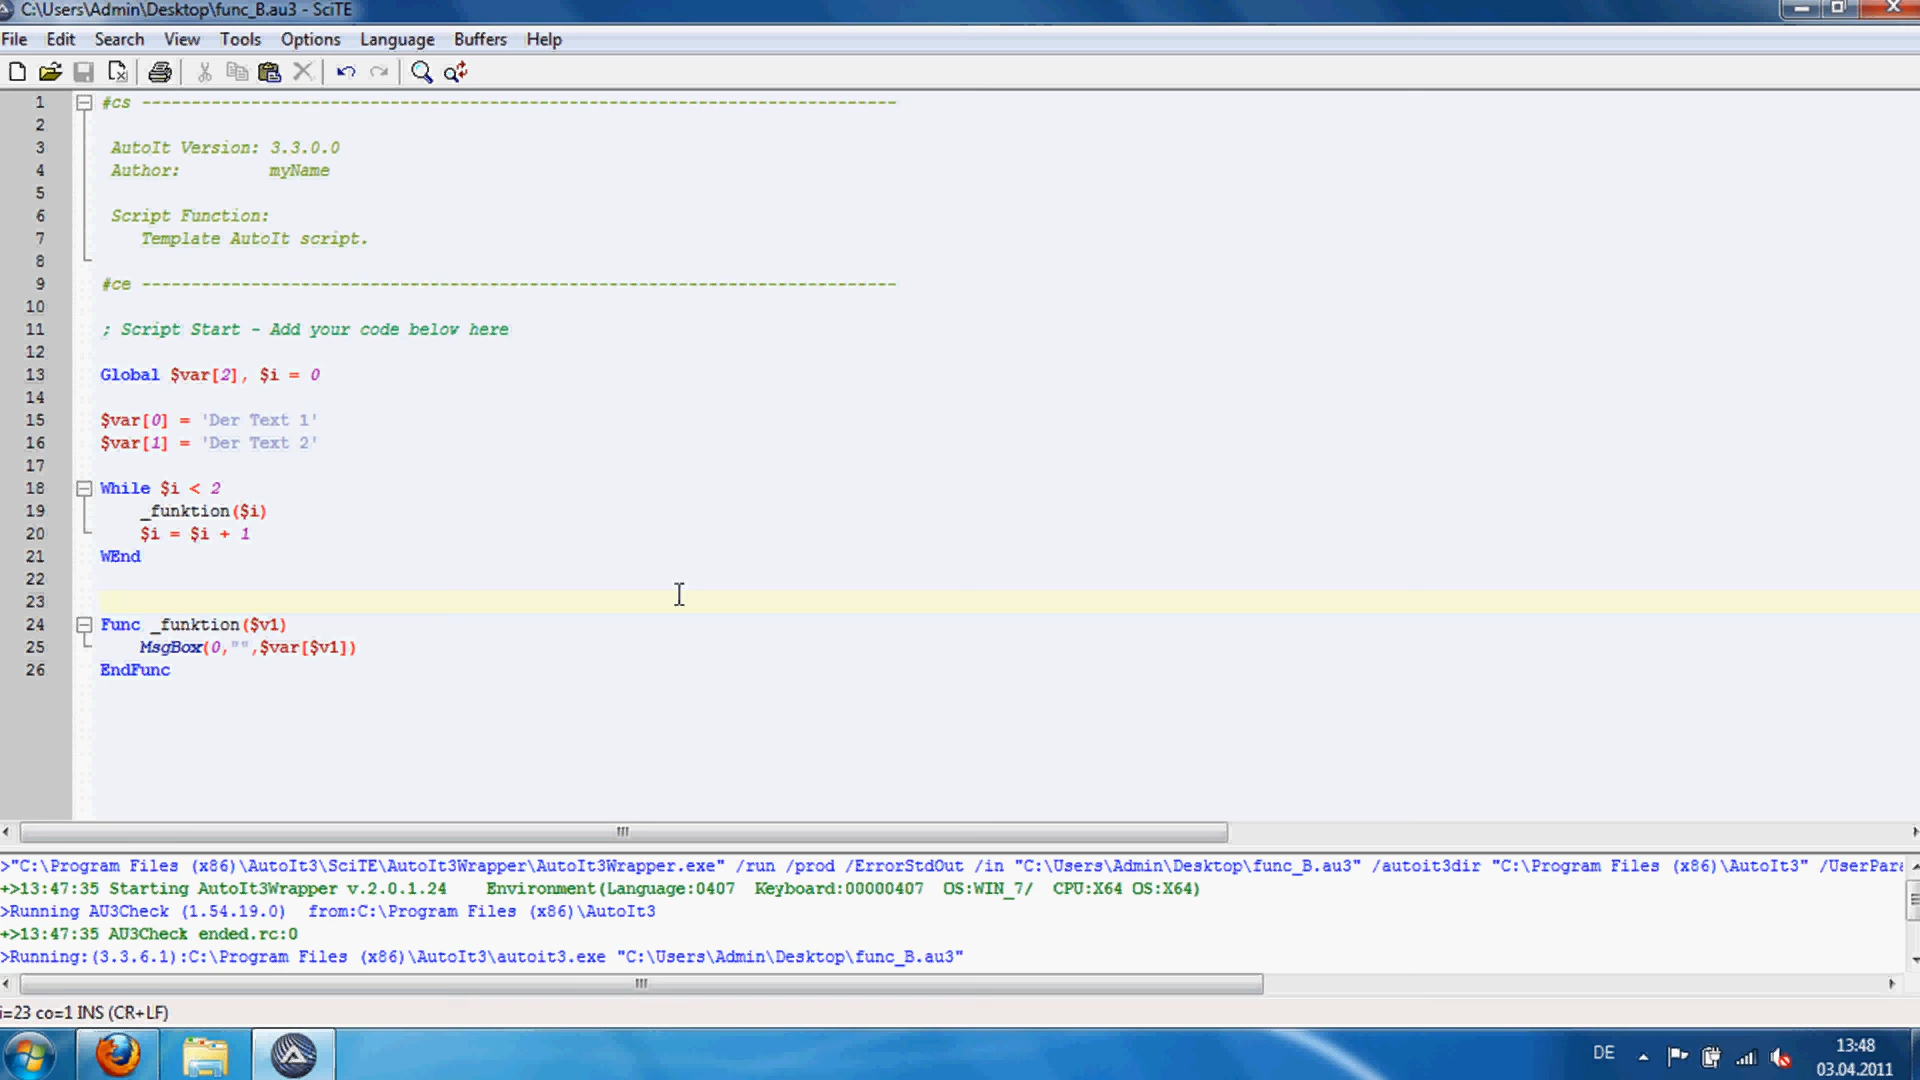 C:\Users\Admin\Desktop\func_B.au3 - SciTE
File Edit Search View Tools Options Language Buffers Help
1 #cs ----------------------------------------------------------------------------
2
3 AutoIt Version: 3.3.0.0
4 Author: myName
5
6 Script Function:
7 Template AutoIt script.
8
9 #ce ----------------------------------------------------------------------------
10
11 ; Script Start - Add your code below here
12
13 Global $var[2], $i = 0
14
15 $var[0] = 'Der Text 1'
16 $var[1] = 'Der Text 2'
17
18 While $i < 2
19 _funktion($i)
20 $i = $i + 1
21 WEnd
22
23
24 Func _funktion($v1)
25 MsgBox(0,"",$var[$v1])
26 EndFunc
>"C:\Program Files (x86)\AutoIt3\SciTE\AutoIt3Wrapper\AutoIt3Wrapper.exe" /run /prod /ErrorStdOut /in "C:\Users\Admin\Desktop\func_B.au3" /autoit3dir "C:\Program Files (x86)\AutoIt3" /UserPara
+>13:47:35 Starting AutoIt3Wrapper v.2.0.1.24 Environment(Language:0407 Keyboard:00000407 OS:WIN_7/ CPU:X64 OS:X64)
>Running AU3Check (1.54.19.0) from:C:\Program Files (x86)\AutoIt3
+>13:47:35 AU3Check ended.rc:0
>Running:(3.3.6.1):C:\Program Files (x86)\AutoIt3\autoit3.exe "C:\Users\Admin\Desktop\func_B.au3"
i=23 co=1 INS (CR+LF)
DE
13:48
03.04.2011